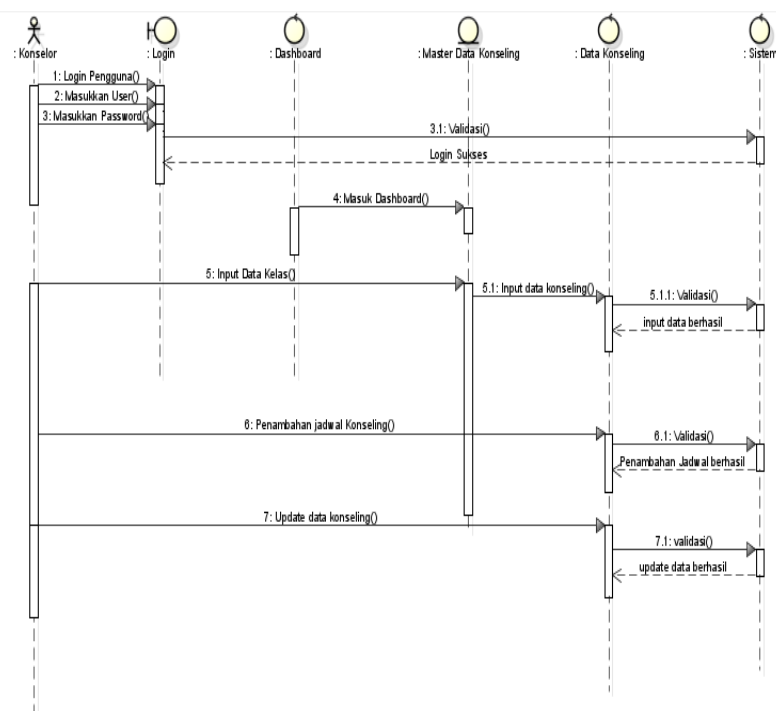 : Konselor
: Login
: Dashboard
: Master Data Konseling
: Data Konseling
: Sistem
1: Login Pengguna()
2: Masukkan User()
3: Masukkan Password()
3.1: Validasi()
Login Sukses
4: Masuk Dashboard()
5: Input Data Kelas()
5.1: Input data konseling()
5.1.1: Validasi()
input data berhasil
6: Penambahan jadwal Konseling()
6.1: Validasi()
Penambahan Jadwal berhasil
7: Update data konseling()
7.1: validasi()
update data berhasil